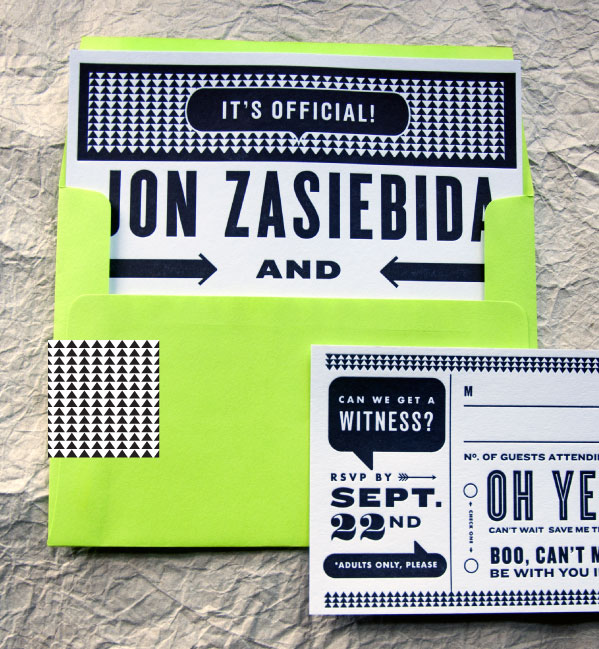 IT'S OFFICIAL!
JON ZASIEBIDA
AND
CAN WE GET A
WITNESS?
RSVP BY
SEPT.
22ND
*ADULTS ONLY, PLEASE
M
Nº. OF GUESTS
CHECK ONE
OH
CAN'T WAIT SAVE ME
BOO, CAN'T
BE WITH YOU